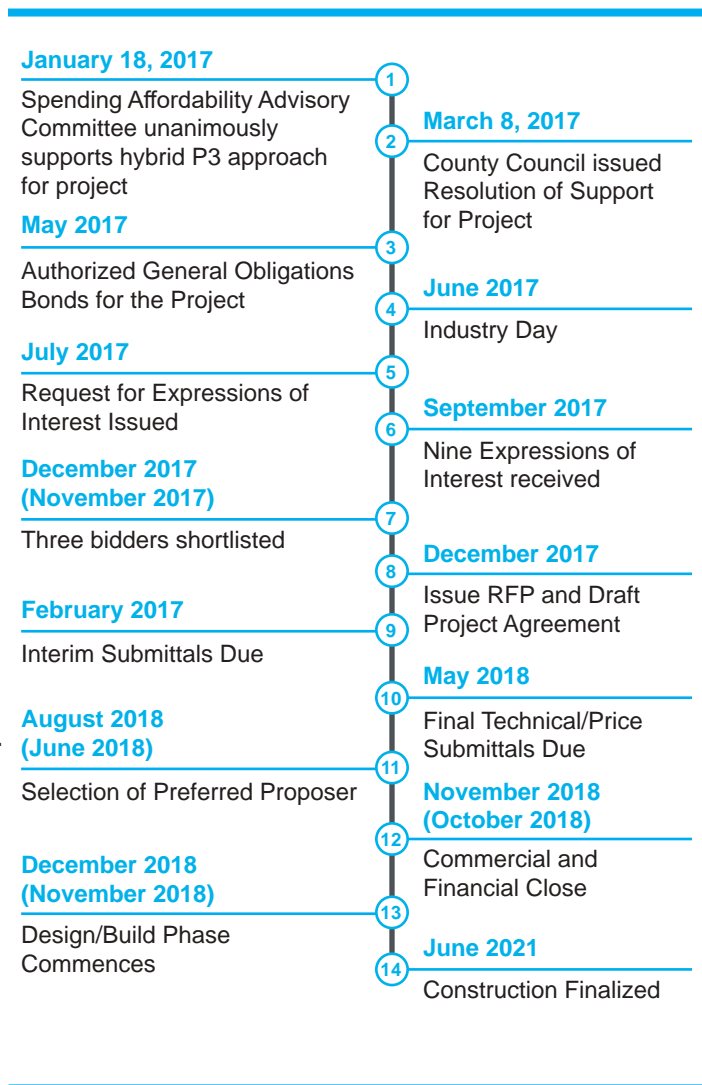 January 18, 2017
1
Spending Affordability Advisory
Committee unanimously
supports hybrid P3 approach
for project
March 8, 2017
2
County Council issued
Resolution of Support
for Project
May 2017
3
Authorized General Obligations
Bonds for the Project
June 2017
4
Industry Day
July 2017
5
Request for Expressions of
Interest Issued
September 2017
6
Nine Expressions of
Interest received
December 2017
(November 2017)
7
Three bidders shortlisted
December 2017
8
Issue RFP and Draft
Project Agreement
February 2017
9
Interim Submittals Due
May 2018
10
Final Technical/Price
Submittals Due
August 2018
(June 2018)
11
Selection of Preferred Proposer
November 2018
(October 2018)
12
Commercial and
Financial Close
December 2018
(November 2018)
13
Design/Build Phase
Commences
June 2021
14
Construction Finalized